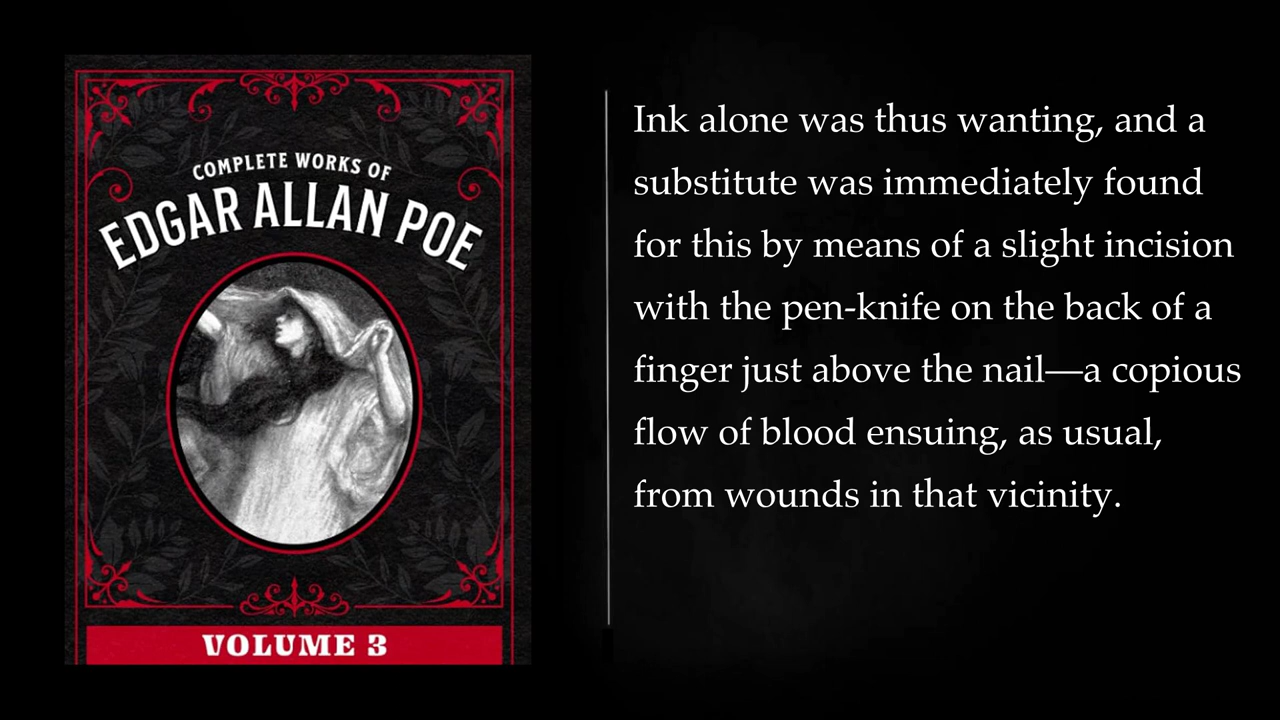 COMPLETE WORKS OF
EDGAR ALLAN POE
VOLUME 3
Ink alone was thus wanting, and a
substitute was immediately found
for this by means of a slight incision
with the pen-knife on the back of a
finger just above the nail—a copious
flow of blood ensuing, as usual,
from wounds in that vicinity.